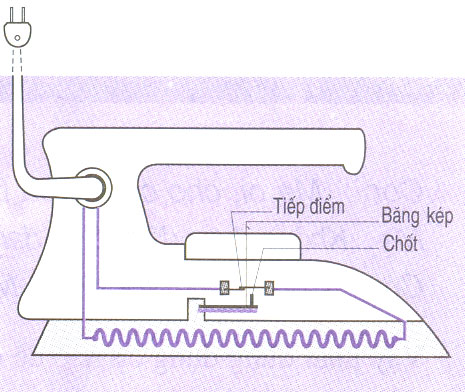 Tiếp điểm
Băng kép
Chốt